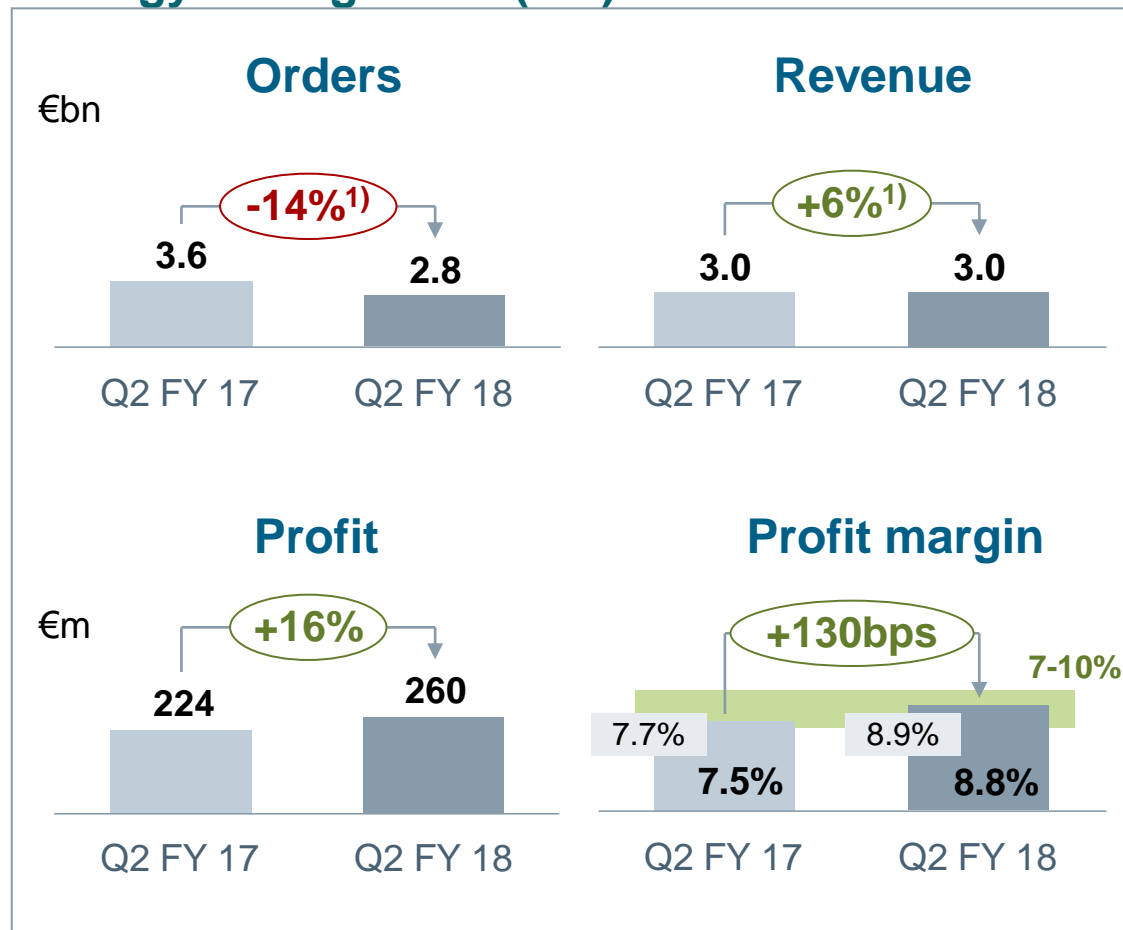 Orders
Revenue
€bn
-14%1)
+6%1)
3.6
2.8
3.0
3.0
Q2 FY 17
Q2 FY 18
Q2 FY 17
Q2 FY 18
Profit
Profit margin
€m
+16%
+130bps
7-10%
224
260
7.7%
8.9%
7.5%
8.8%
Q2 FY 17
Q2 FY 18
Q2 FY 17
Q2 FY 18